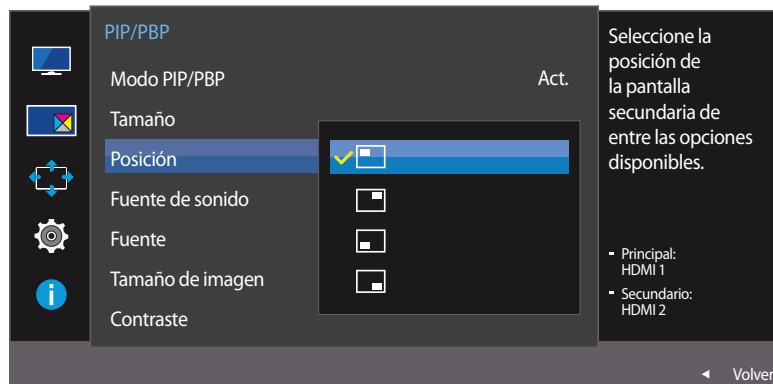 PIP/PBP
Modo PIP/PBP Act.
Tamaño
Posición
Fuente de sonido
Fuente
Tamaño de imagen
Contraste
Seleccione la
posición de
la pantalla
secundaria de
entre las opciones
disponibles.
- Principal:
HDMI 1
- Secundario:
HDMI 2
Volver